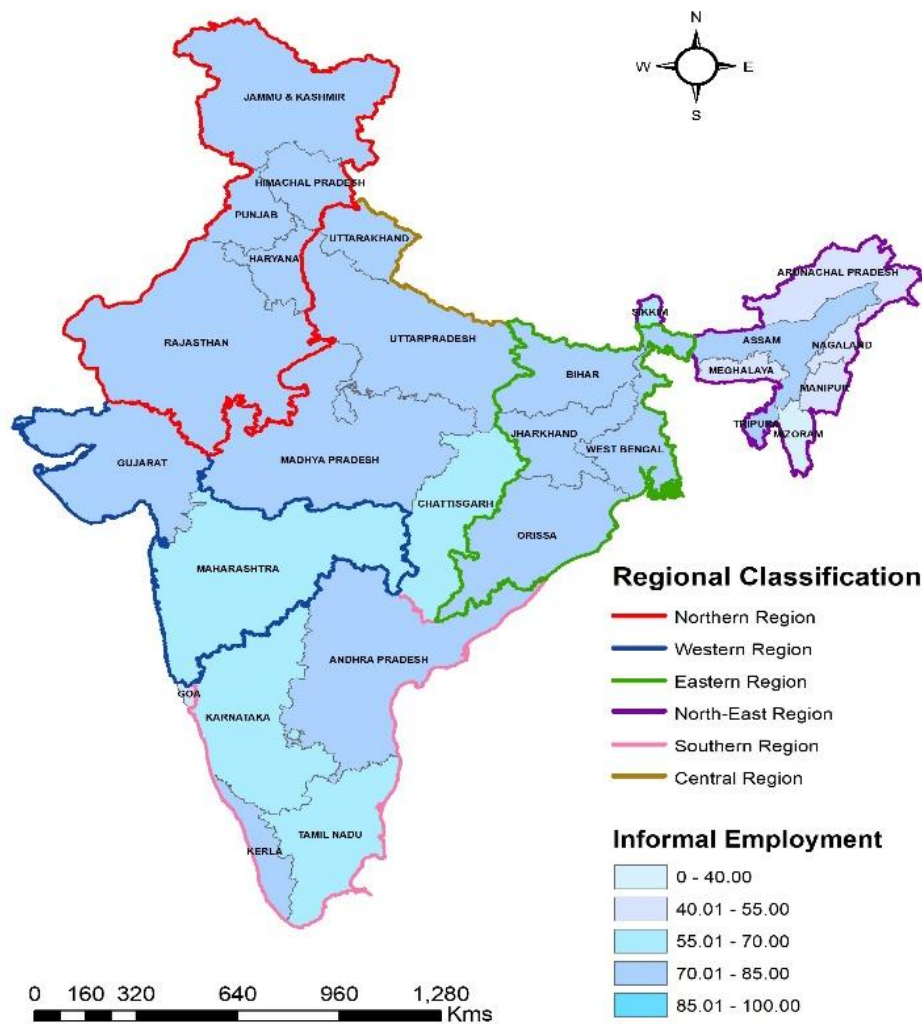 N
W E
S
JAMMU & KASHMIR
HIMACHAL PRADESH
PUNJAB
UTTARAKHAND
HARYANA
ARUNACHAL PRADESH
SIKKIM
RAJASTHAN
UTTARPRADESH
ASSAM
NAGALAND
BIHAR
MEGHALAYA
MANIPUR
JHARKHAND
TRIPURA
MIZORAM
GUJARAT
MADHYA PRADESH
WEST BENGAL
CHATTISGARH
ORISSA
MAHARASHTRA
ANDHRA PRADESH
GOA
KARNATAKA
TAMIL NADU
KERLA
Regional Classification
Northern Region
Western Region
Eastern Region
North-East Region
Southern Region
Central Region
Informal Employment
0 - 40.00
40.01 - 55.00
55.01 - 70.00
70.01 - 85.00
85.01 - 100.00
0 160 320 640 960 1,280
Kms